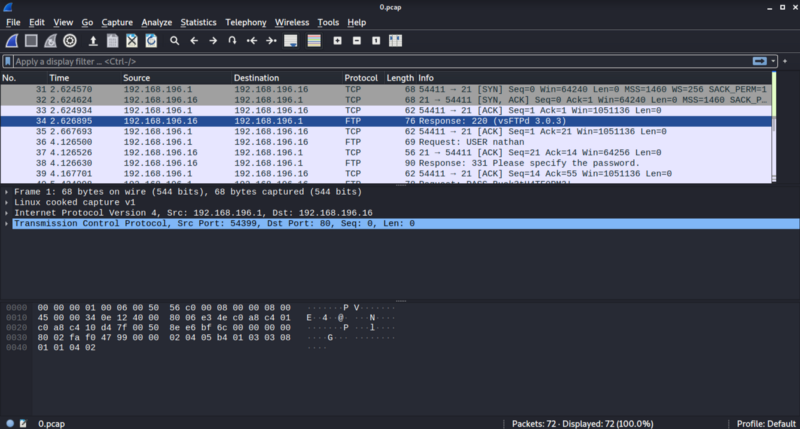 0.pcap
File Edit View Go Capture Analyze Statistics Telephony Wireless Tools Help
Apply a display filter ... <Ctrl-/>
No. Time Source Destination Protocol Length Info
31 2.624570 192.168.196.1 192.168.196.16 TCP 68 54411 → 21 [SYN] Seq=0 Win=64240 Len=0 MSS=1460 WS=256 SACK_PERM=1
32 2.624624 192.168.196.16 192.168.196.1 TCP 68 21 → 54411 [SYN, ACK] Seq=0 Ack=1 Win=64240 Len=0 MSS=1460 SACK_P…
33 2.624934 192.168.196.1 192.168.196.16 TCP 62 54411 → 21 [ACK] Seq=1 Ack=1 Win=1051136 Len=0
34 2.626895 192.168.196.16 192.168.196.1 FTP 76 Response: 220 (vsFTPd 3.0.3)
35 2.667693 192.168.196.1 192.168.196.16 TCP 62 54411 → 21 [ACK] Seq=1 Ack=21 Win=1051136 Len=0
36 4.126500 192.168.196.1 192.168.196.16 FTP 69 Request: USER nathan
37 4.126526 192.168.196.16 192.168.196.1 TCP 56 21 → 54411 [ACK] Seq=21 Ack=14 Win=64256 Len=0
38 4.126630 192.168.196.16 192.168.196.1 FTP 90 Response: 331 Please specify the password.
39 4.167701 192.168.196.1 192.168.196.16 TCP 62 54411 → 21 [ACK] Seq=14 Ack=55 Win=1051136 Len=0
Frame 1: 68 bytes on wire (544 bits), 68 bytes captured (544 bits)
Linux cooked capture v1
Internet Protocol Version 4, Src: 192.168.196.1, Dst: 192.168.196.16
Transmission Control Protocol, Src Port: 54399, Dst Port: 80, Seq: 0, Len: 0
0000 00 00 00 01 00 06 00 50 56 c0 00 08 00 00 08 00 ·······P V·······
0010 45 00 00 34 0e 12 40 00 80 06 e3 4e c0 a8 c4 01 E··4··@· ···N····
0020 c0 a8 c4 10 d4 7f 00 50 8e e6 bf 6c 00 00 00 00 ·······P ···l····
0030 80 02 fa f0 47 99 00 00 02 04 05 b4 01 03 03 08 ····G··· ········
0040 01 01 04 02 ····
0.pcap Packets: 72 · Displayed: 72 (100.0%) Profile: Default